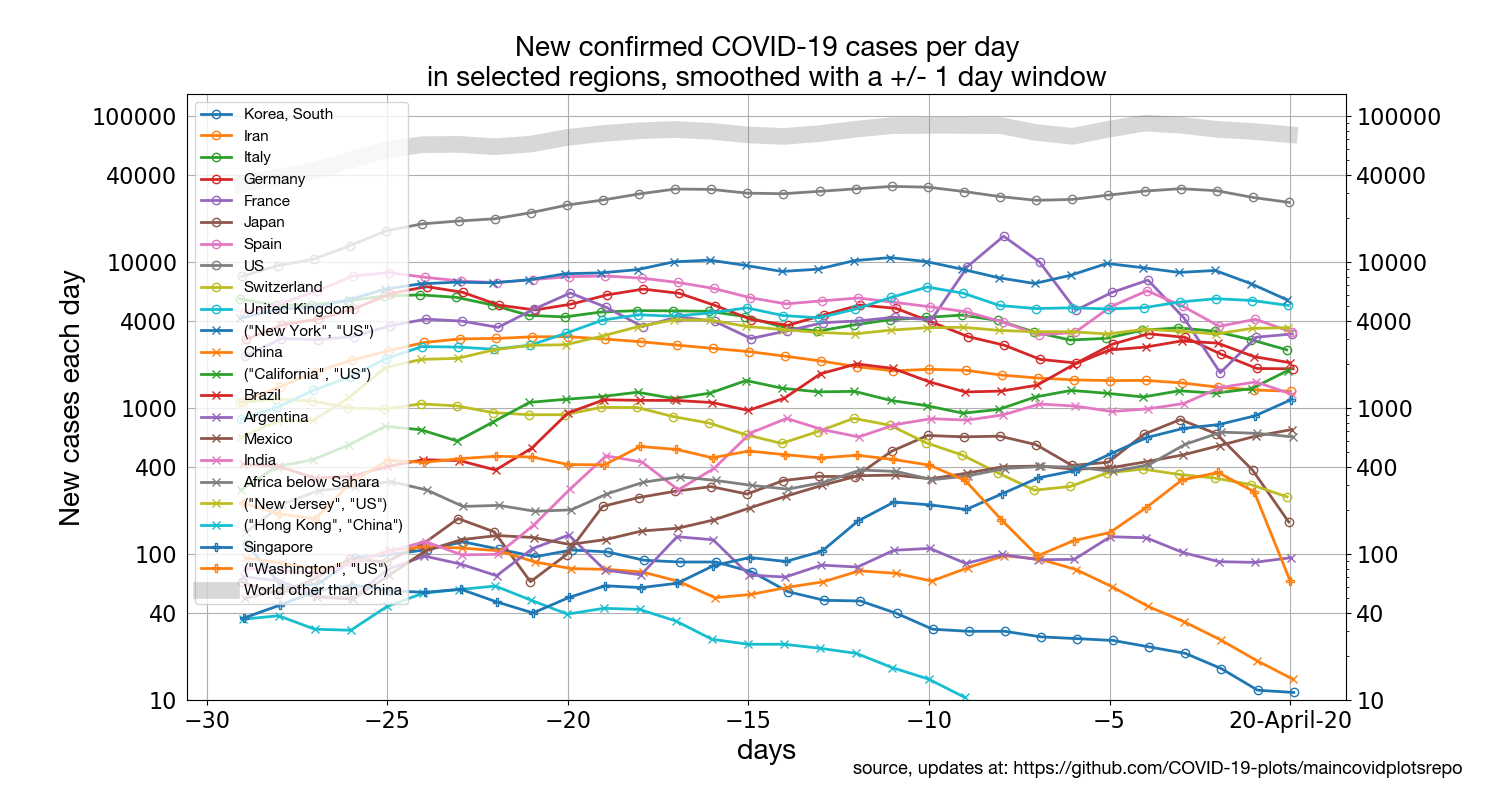 New confirmed COVID-19 cases per day
in selected regions, smoothed with a +/- 1 day window
New cases each day
100000
40000
10000
4000
1000
400
100
40
10
Korea, South
Iran
Italy
Germany
France
Japan
Spain
US
Switzerland
United Kingdom
("New York", "US")
China
("California", "US")
Brazil
Argentina
Mexico
India
Africa below Sahara
("New Jersey", "US")
("Hong Kong", "China")
Singapore
("Washington", "US")
World other than China
100000
40000
10000
4000
1000
400
100
40
10
−30 −25 −20 −15 −10 −5 20-April-20
days
source, updates at: https://github.com/COVID-19-plots/maincovidplotsrepo